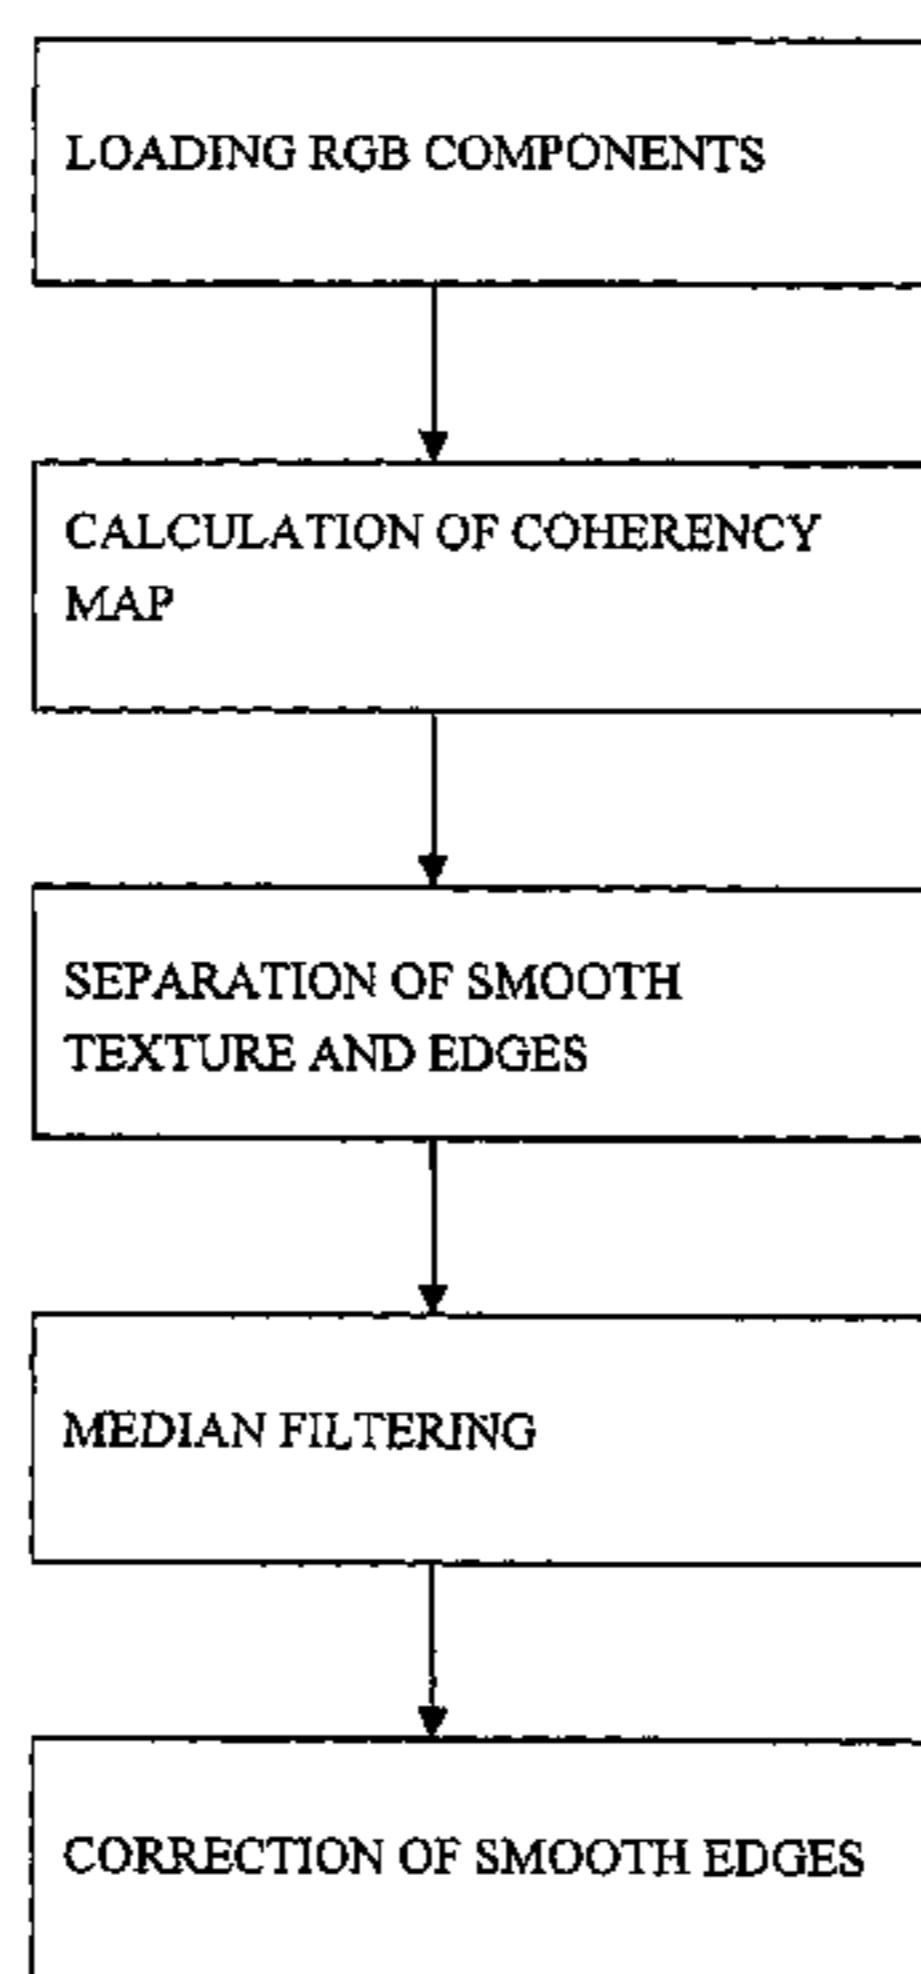 LOADING RGB COMPONENTS
CALCULATION OF COHERENCY
MAP
SEPARATION OF SMOOTH
TEXTURE AND EDGES
MEDIAN FILTERING
CORRECTION OF SMOOTH EDGES